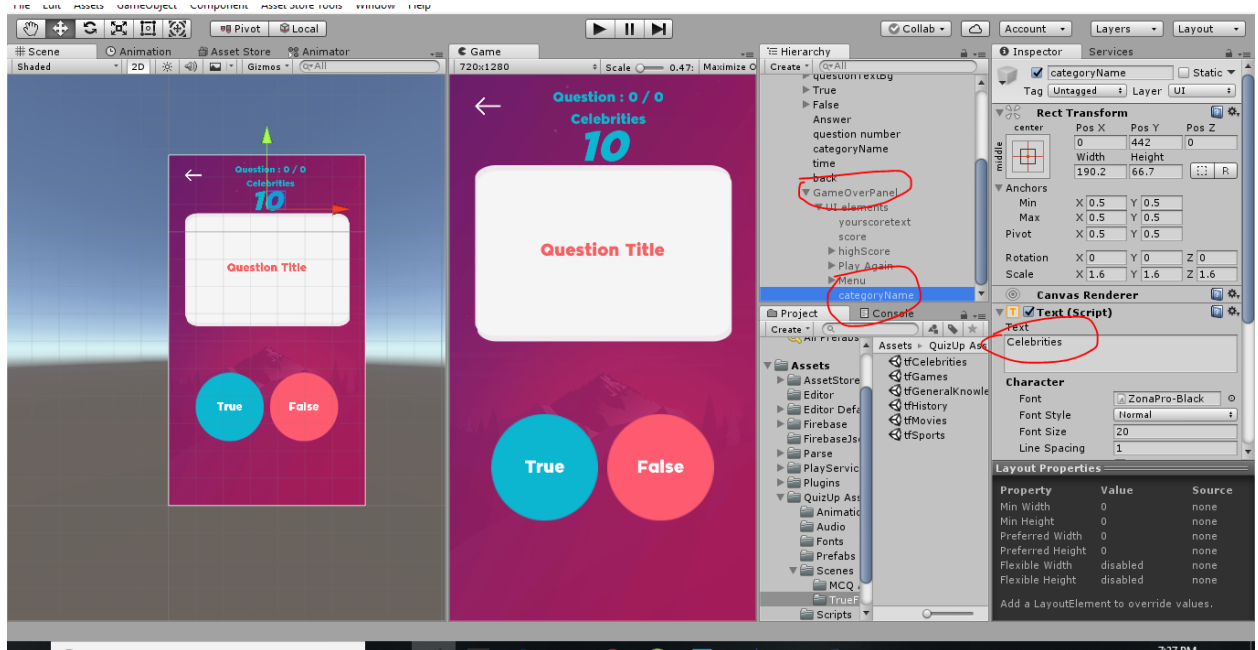 File Edit Assets GameObject Component Asset Store Tools Window Help
Pivot Local
Collab
Account
Layers
Layout
Scene Animation Asset Store Animator
Shaded 2D Gizmos All
Question : 0 / 0
Celebrities
10
Question Title
True False
Game
720x1280 Scale 0.47: Maximize O
Question : 0 / 0
Celebrities
10
Question Title
True False
Hierarchy
Create All
questionTextBg
True
False
Answer
question number
categoryName
time
back
GameOverPanel
UI elements
yourscoretext
score
highScore
Play Again
Menu
categoryName
Project Console
Create
All Prefabs
Assets
AssetStore
Editor
Editor Defa
Firebase
FirebaseJs
Parse
PlayServic
Plugins
QuizUp Ass
Animatio
Audio
Fonts
Prefabs
Scenes
MCQ
TrueF
Scripts
Assets QuizUp Ass
tfCelebrities
tfGames
tfGeneralKnowle
tfHistory
tfMovies
tfSports
Inspector Services
categoryName Static
Tag Untagged Layer UI
Rect Transform
center Pos X Pos Y Pos Z
middle 0 442 0
Width Height
190.2 66.7 R
Anchors
Min X 0.5 Y 0.5
Max X 0.5 Y 0.5
Pivot X 0.5 Y 0.5
Rotation X 0 Y 0 Z 0
Scale X 1.6 Y 1.6 Z 1.6
Canvas Renderer
Text (Script)
Text
Celebrities
Character
Font ZonaPro-Black
Font Style Normal
Font Size 20
Line Spacing 1
Layout Properties
Property Value Source
Min Width 0 none
Min Height 0 none
Preferred Width 0 none
Preferred Height 0 none
Flexible Width disabled none
Flexible Height disabled none
Add a LayoutElement to override values.
7:37 PM